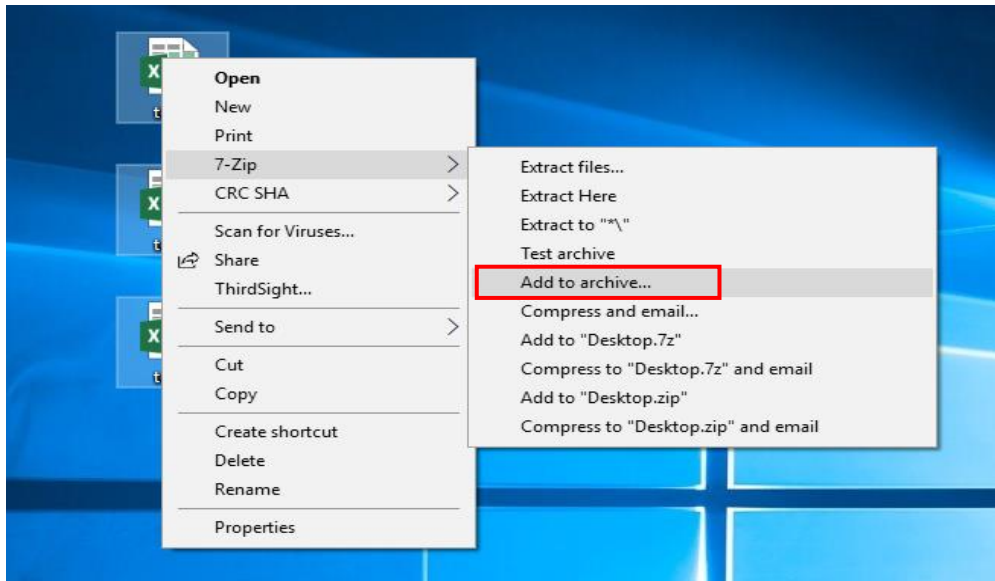 Open
New
Print
7-Zip
CRC SHA
Scan for Viruses...
Share
ThirdSight...
Send to
Cut
Copy
Create shortcut
Delete
Rename
Properties
Extract files...
Extract Here
Extract to "*\"
Test archive
Add to archive...
Compress and email...
Add to "Desktop.7z"
Compress to "Desktop.7z" and email
Add to "Desktop.zip"
Compress to "Desktop.zip" and email